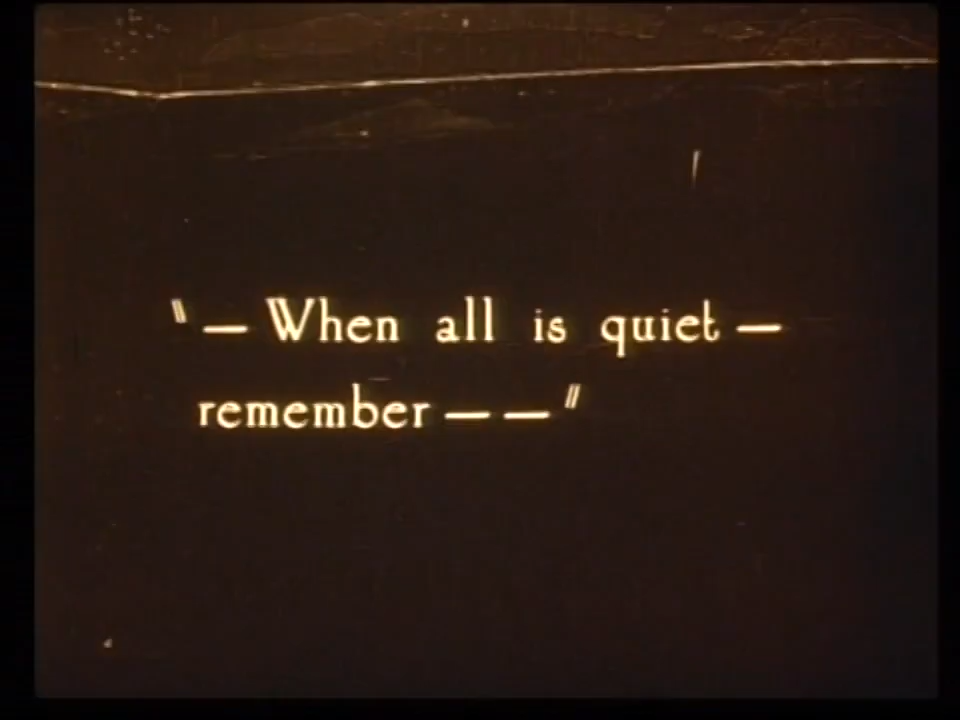 "— When all is quiet —
remember — — "